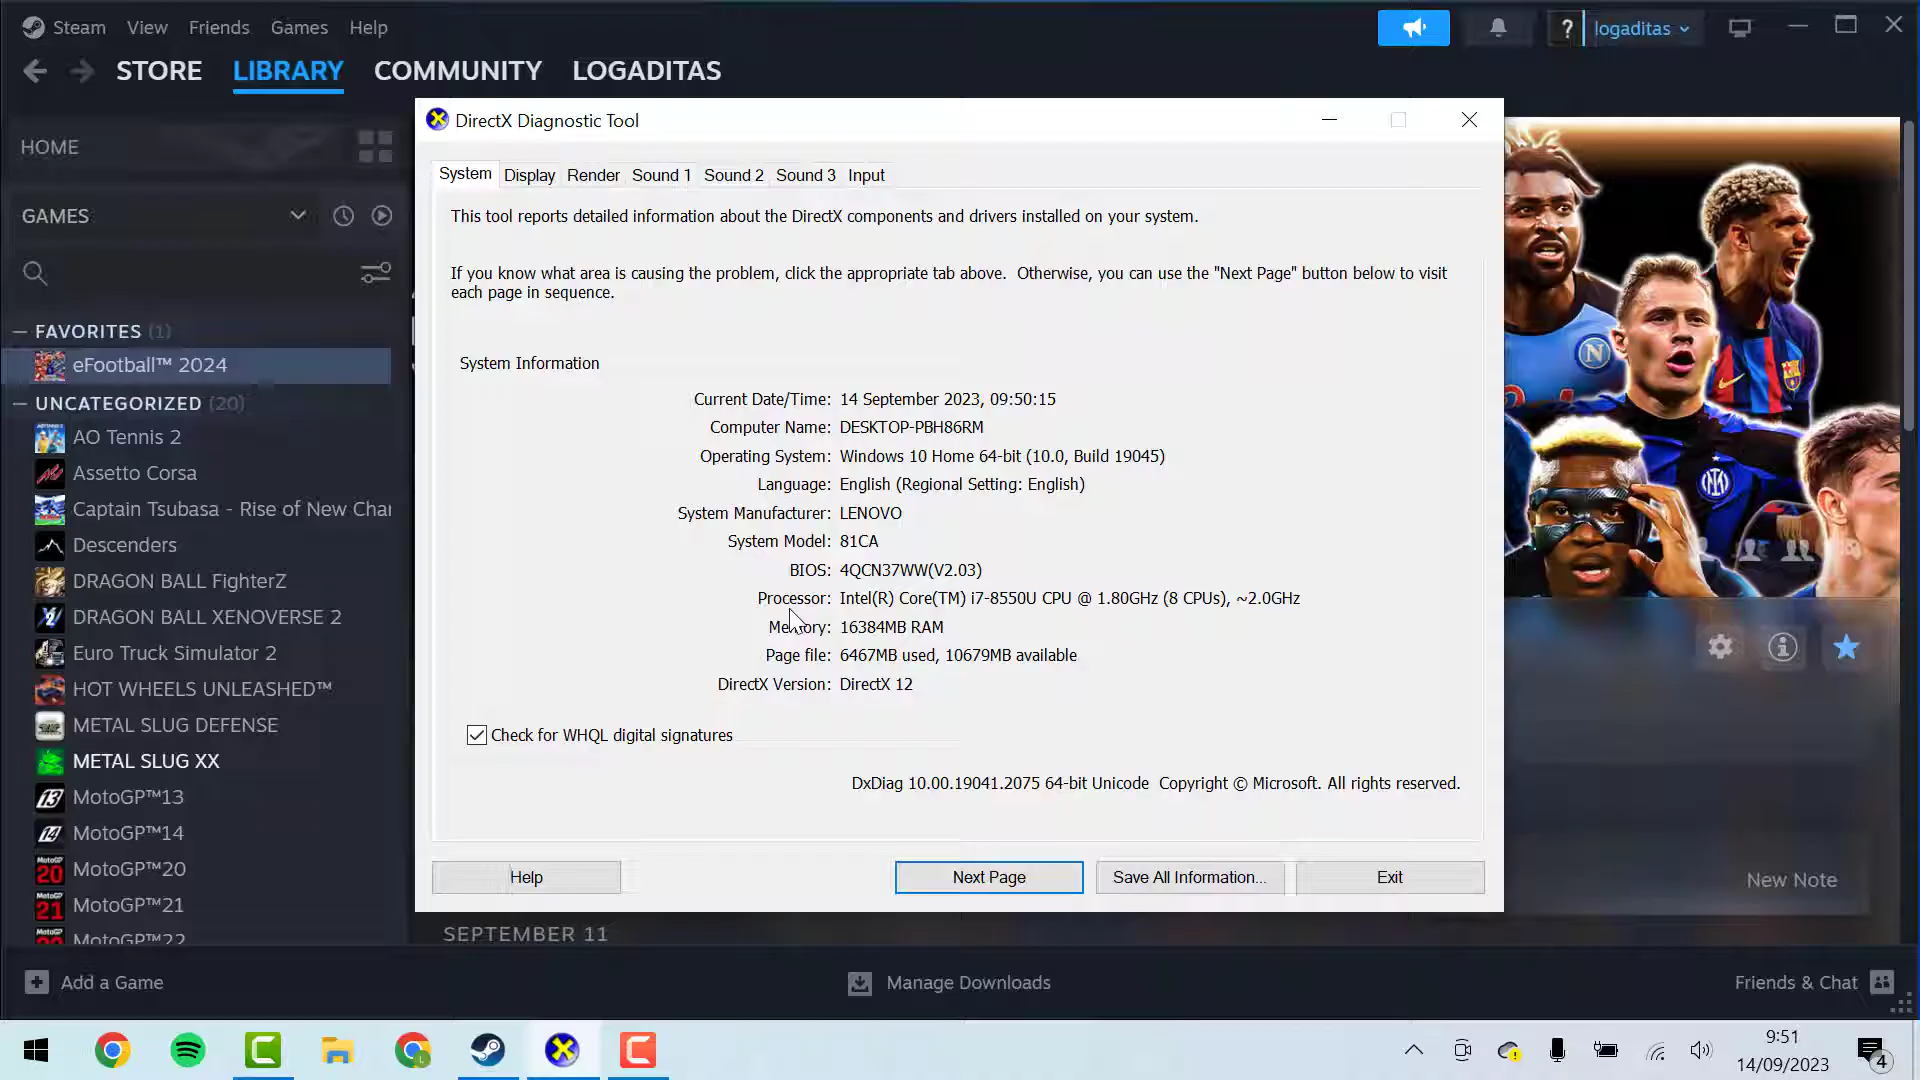 Steam View Friends Games Help
? logaditas
STORE LIBRARY COMMUNITY LOGADITAS
DirectX Diagnostic Tool
HOME
System Display Render Sound 1 Sound 2 Sound 3 Input
GAMES
This tool reports detailed information about the DirectX components and drivers installed on your system.
If you know what area is causing the problem, click the appropriate tab above. Otherwise, you can use the "Next Page" button below to visit
each page in sequence.
FAVORITES (1)
eFootball™ 2024
UNCATEGORIZED (20)
AO Tennis 2
Assetto Corsa
Captain Tsubasa - Rise of New Char
Descenders
DRAGON BALL FighterZ
DRAGON BALL XENOVERSE 2
Euro Truck Simulator 2
HOT WHEELS UNLEASHED™
METAL SLUG DEFENSE
METAL SLUG XX
MotoGP™13
MotoGP™14
MotoGP™20
MotoGP™21
MotoGP™22
System Information
Current Date/Time: 14 September 2023, 09:50:15
Computer Name: DESKTOP-PBH86RM
Operating System: Windows 10 Home 64-bit (10.0, Build 19045)
Language: English (Regional Setting: English)
System Manufacturer: LENOVO
System Model: 81CA
BIOS: 4QCN37WW(V2.03)
Processor: Intel(R) Core(TM) i7-8550U CPU @ 1.80GHz (8 CPUs), ~2.0GHz
Memory: 16384MB RAM
Page file: 6467MB used, 10679MB available
DirectX Version: DirectX 12
Check for WHQL digital signatures
DxDiag 10.00.19041.2075 64-bit Unicode Copyright © Microsoft. All rights reserved.
Help Next Page Save All Information... Exit
New Note
SEPTEMBER 11
Add a Game Manage Downloads Friends & Chat
9:51
14/09/2023
4